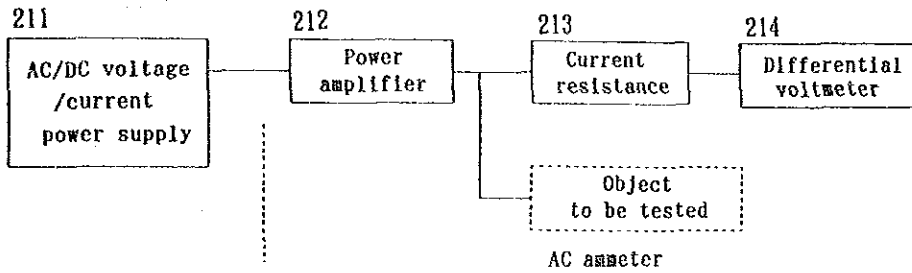 211
AC/DC voltage
/current
power supply
212
Power
amplifier
213
Current
resistance
214
Differential
voltmeter
Object
to be tested
AC ammeter